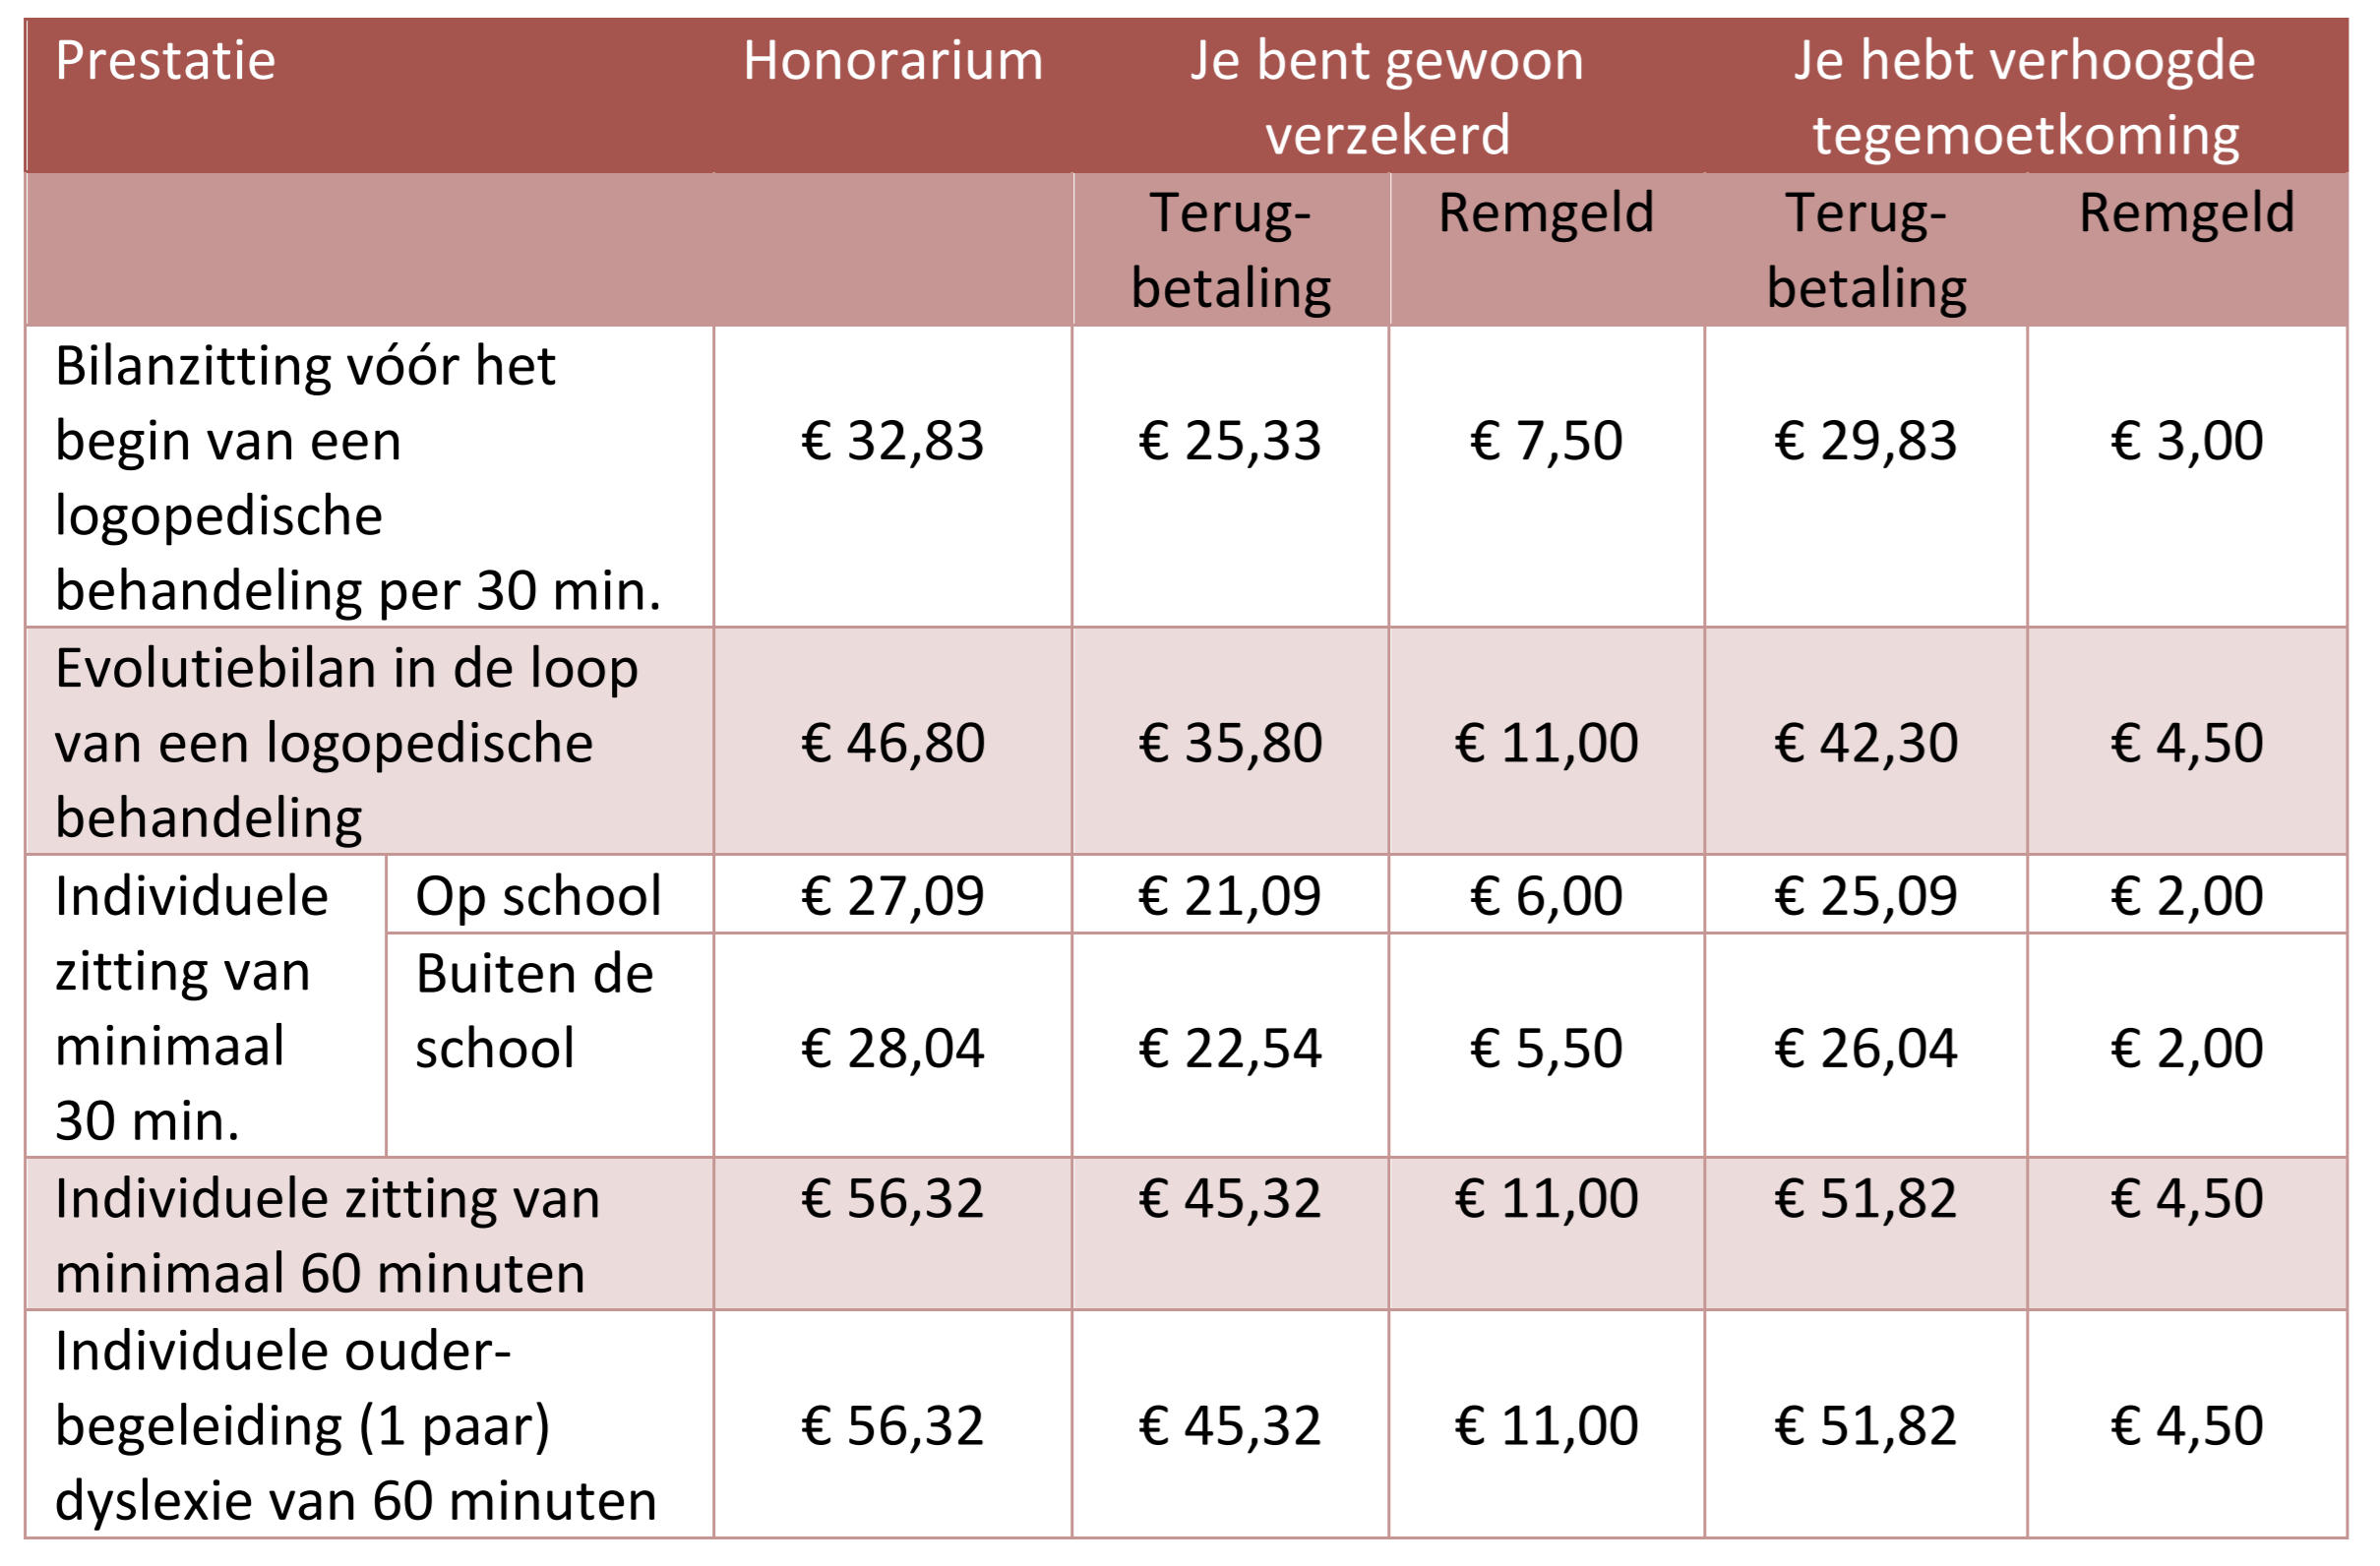 Prestatie Honorarium Je bent gewoon Je hebt verhoogde
verzekerd tegemoetkoming
Terug- Remgeld Terug- Remgeld
betaling betaling
Bilanzitting vóór het
begin van een € 32,83 € 25,33 € 7,50 € 29,83 € 3,00
logopedische
behandeling per 30 min.
Evolutiebilan in de loop
van een logopedische € 46,80 € 35,80 € 11,00 € 42,30 € 4,50
behandeling
Individuele Op school € 27,09 € 21,09 € 6,00 € 25,09 € 2,00
zitting van Buiten de
minimaal school € 28,04 € 22,54 € 5,50 € 26,04 € 2,00
30 min.
Individuele zitting van € 56,32 € 45,32 € 11,00 € 51,82 € 4,50
minimaal 60 minuten
Individuele ouder-
begeleiding (1 paar) € 56,32 € 45,32 € 11,00 € 51,82 € 4,50
dyslexie van 60 minuten